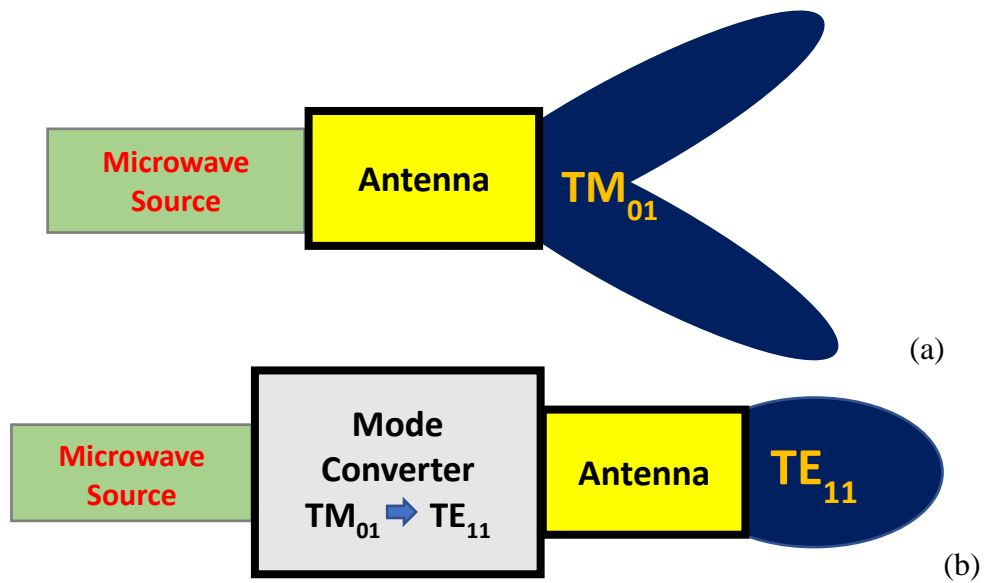 Microwave
Source
Antenna
TM₀₁
(a)
Microwave
Source
Mode
Converter
TM₀₁ ➡ TE₁₁
Antenna
TE₁₁
(b)